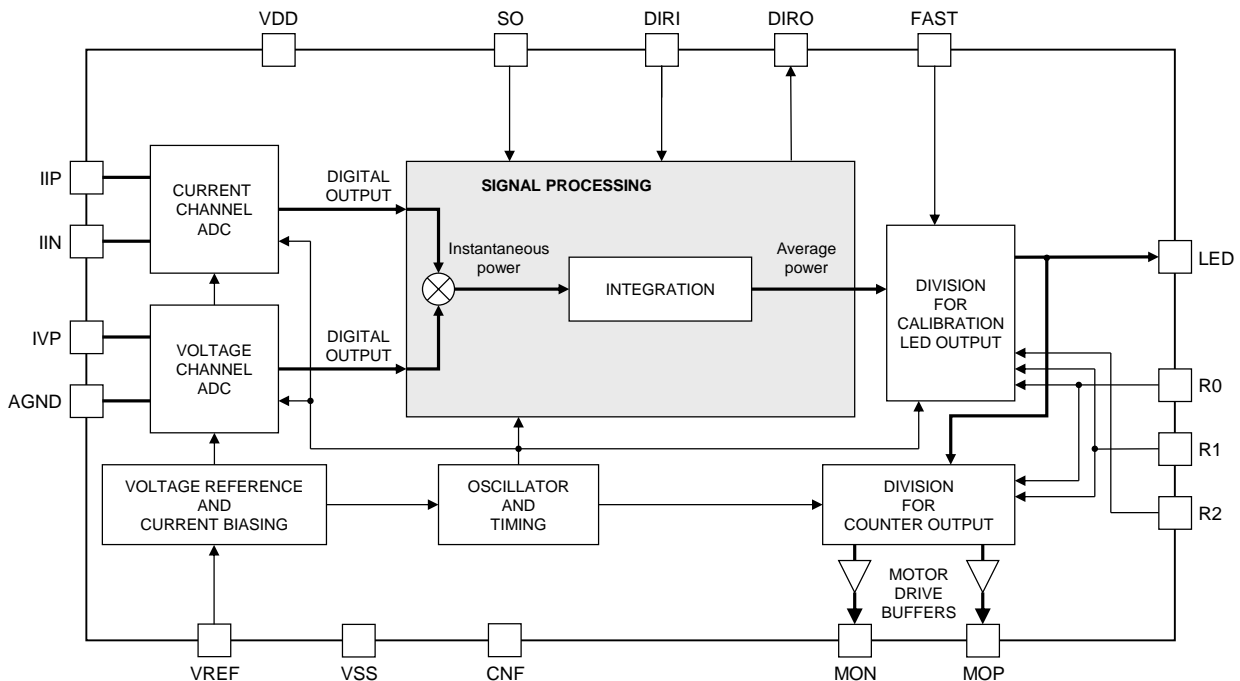 VDD
SO
DIRI
DIRO
FAST
IIP
IIN
IVP
AGND
CURRENT
CHANNEL
ADC
DIGITAL
OUTPUT
SIGNAL PROCESSING
Instantaneous
power
INTEGRATION
Average
power
DIVISION
FOR
CALIBRATION
LED OUTPUT
LED
VOLTAGE
CHANNEL
ADC
DIGITAL
OUTPUT
R0
R1
R2
VOLTAGE REFERENCE
AND
CURRENT BIASING
OSCILLATOR
AND
TIMING
DIVISION
FOR
COUNTER OUTPUT
MOTOR
DRIVE
BUFFERS
VREF
VSS
CNF
MON
MOP